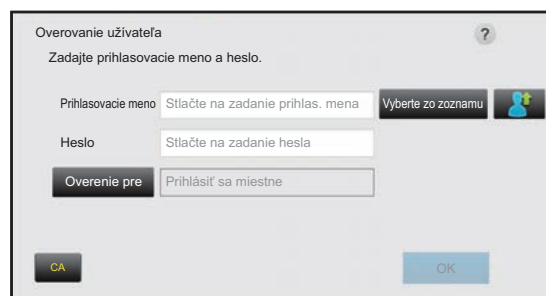 Overovanie užívateľa
?
Zadajte prihlasovacie meno a heslo.
Prihlasovacie meno Stlačte na zadanie prihlas. mena Vyberte zo zoznamu
Heslo Stlačte na zadanie hesla
Overenie pre Prihlásiť sa miestne
CA OK